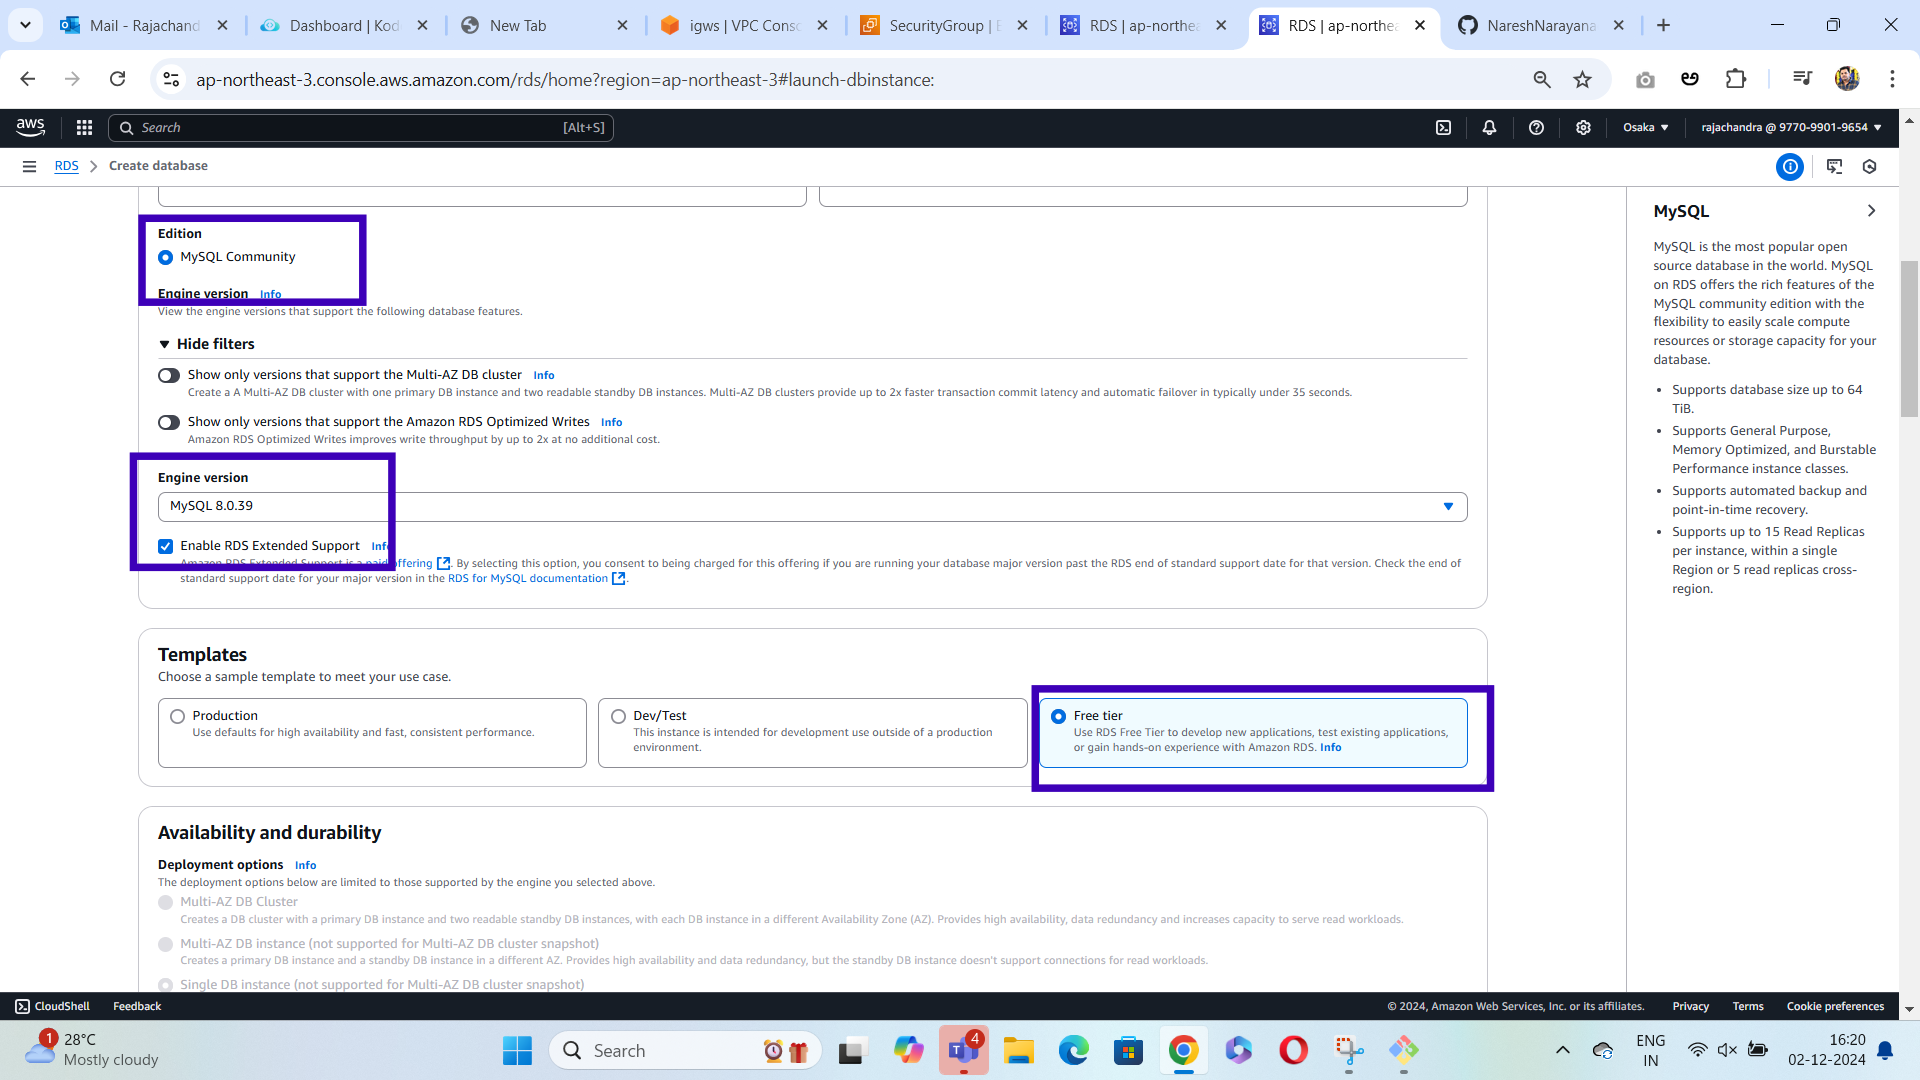 Mail - Rajachand
Dashboard | Kod
New Tab
igws | VPC Conso
SecurityGroup | E
RDS | ap-northea
RDS | ap-northea
NareshNarayana
ap-northeast-3.console.aws.amazon.com/rds/home?region=ap-northeast-3#launch-dbinstance:
aws
Search
[Alt+S]
Osaka
rajachandra @ 9770-9901-9654
RDS
Create database
Edition
MySQL Community
Engine version Info
View the engine versions that support the following database features.
Hide filters
Show only versions that support the Multi-AZ DB cluster Info
Create a A Multi-AZ DB cluster with one primary DB instance and two readable standby DB instances. Multi-AZ DB clusters provide up to 2x faster transaction commit latency and automatic failover in typically under 35 seconds.
Show only versions that support the Amazon RDS Optimized Writes Info
Amazon RDS Optimized Writes improves write throughput by up to 2x at no additional cost.
Engine version
MySQL 8.0.39
Enable RDS Extended Support Info
Amazon RDS Extended Support is a paid offering. By selecting this option, you consent to being charged for this offering if you are running your database major version past the RDS end of standard support date for that version. Check the end of
standard support date for your major version in the RDS for MySQL documentation.
Templates
Choose a sample template to meet your use case.
Production
Use defaults for high availability and fast, consistent performance.
Dev/Test
This instance is intended for development use outside of a production
environment.
Free tier
Use RDS Free Tier to develop new applications, test existing applications,
or gain hands-on experience with Amazon RDS. Info
Availability and durability
Deployment options Info
The deployment options below are limited to those supported by the engine you selected above.
Multi-AZ DB Cluster
Creates a DB cluster with a primary DB instance and two readable standby DB instances, with each DB instance in a different Availability Zone (AZ). Provides high availability, data redundancy and increases capacity to serve read workloads.
Multi-AZ DB instance (not supported for Multi-AZ DB cluster snapshot)
Creates a primary DB instance and a standby DB instance in a different AZ. Provides high availability and data redundancy, but the standby DB instance doesn't support connections for read workloads.
Single DB instance (not supported for Multi-AZ DB cluster snapshot)
MySQL
MySQL is the most popular open
source database in the world. MySQL
on RDS offers the rich features of the
MySQL community edition with the
flexibility to easily scale compute
resources or storage capacity for your
database.
• Supports database size up to 64
TiB.
• Supports General Purpose,
Memory Optimized, and Burstable
Performance instance classes.
• Supports automated backup and
point-in-time recovery.
• Supports up to 15 Read Replicas
per instance, within a single
Region or 5 read replicas cross-
region.
CloudShell
Feedback
© 2024, Amazon Web Services, Inc. or its affiliates.
Privacy
Terms
Cookie preferences
1
28°C
Mostly cloudy
Search
4
ENG
IN
16:20
02-12-2024